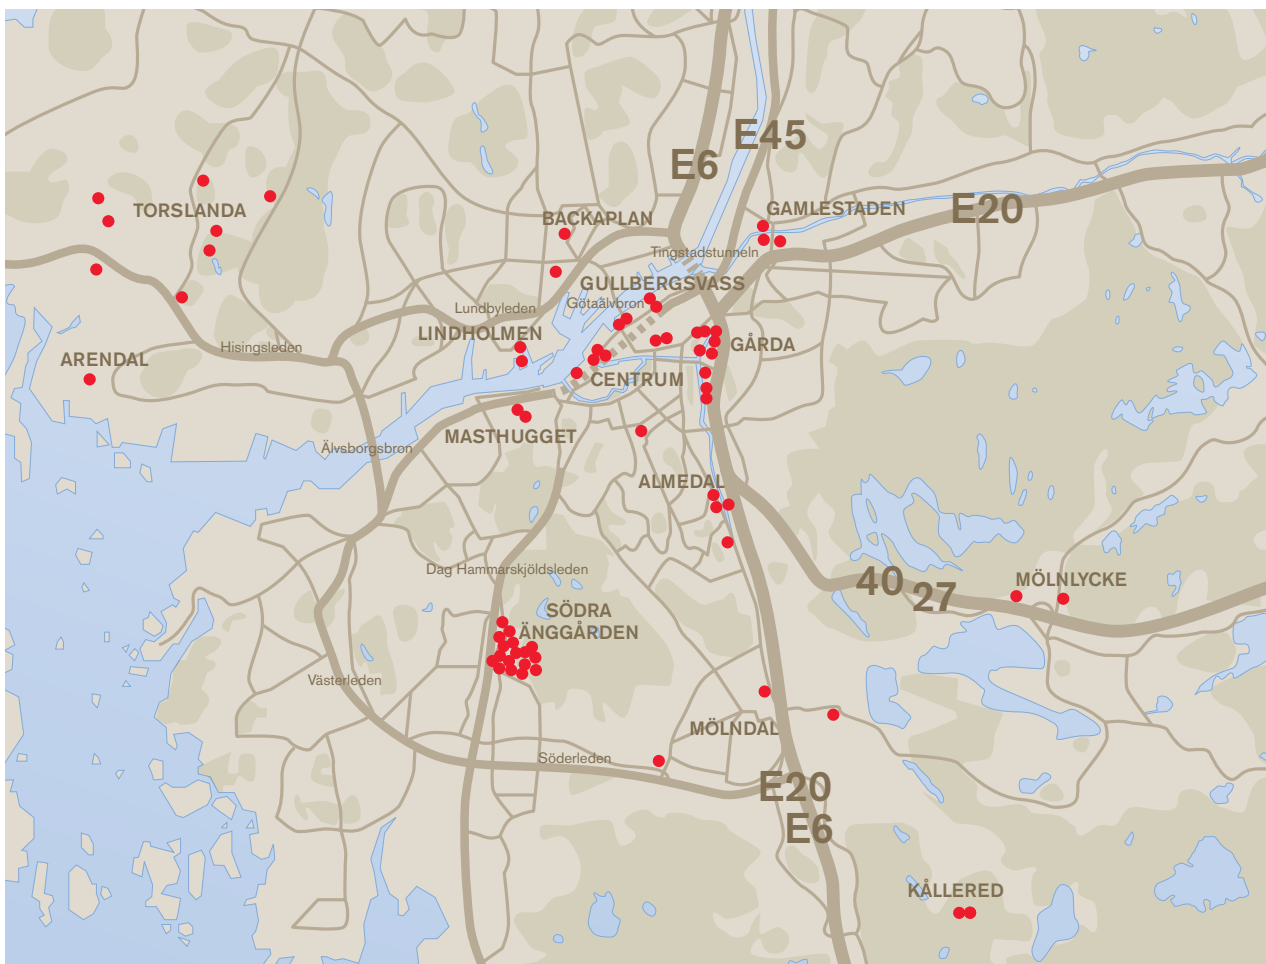 E45
E6
TORSLANDA
BACKAPLAN
GAMLESTADEN
E20
Tingstadstunneln
GULLBERGSVASS
Götaälvbron
Lundbyleden
LINDHOLMEN
Hisingsleden
GÅRDA
ARENDAL
CENTRUM
MASTHUGGET
Älvsborgsbron
ALMEDAL
Dag Hammarskjöldsleden
40
27
MÖLNLYCKE
SÖDRA
ÄNGGÅRDEN
Västerleden
MÖLNDAL
Söderleden
E20
E6
KÅLLERED